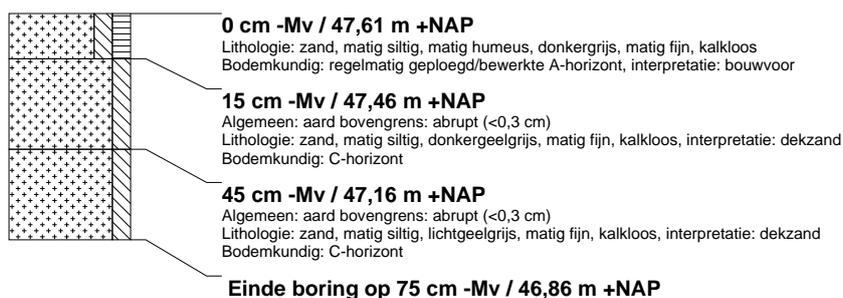 0 cm -Mv / 47,61 m +NAP
Lithologie: zand, matig siltig, matig humeus, donkergrijs, matig fijn, kalkloos
Bodemkundig: regelmatig geploegd/bewerkte A-horizont, interpretatie: bouwvoor
15 cm -Mv / 47,46 m +NAP
Algemeen: aard bovengrens: abrupt (<0,3 cm)
Lithologie: zand, matig siltig, donkergeelgrijs, matig fijn, kalkloos, interpretatie: dekzand
Bodemkundig: C-horizont
45 cm -Mv / 47,16 m +NAP
Algemeen: aard bovengrens: abrupt (<0,3 cm)
Lithologie: zand, matig siltig, lichtgeelgrijs, matig fijn, kalkloos, interpretatie: dekzand
Bodemkundig: C-horizont
Einde boring op 75 cm -Mv / 46,86 m +NAP